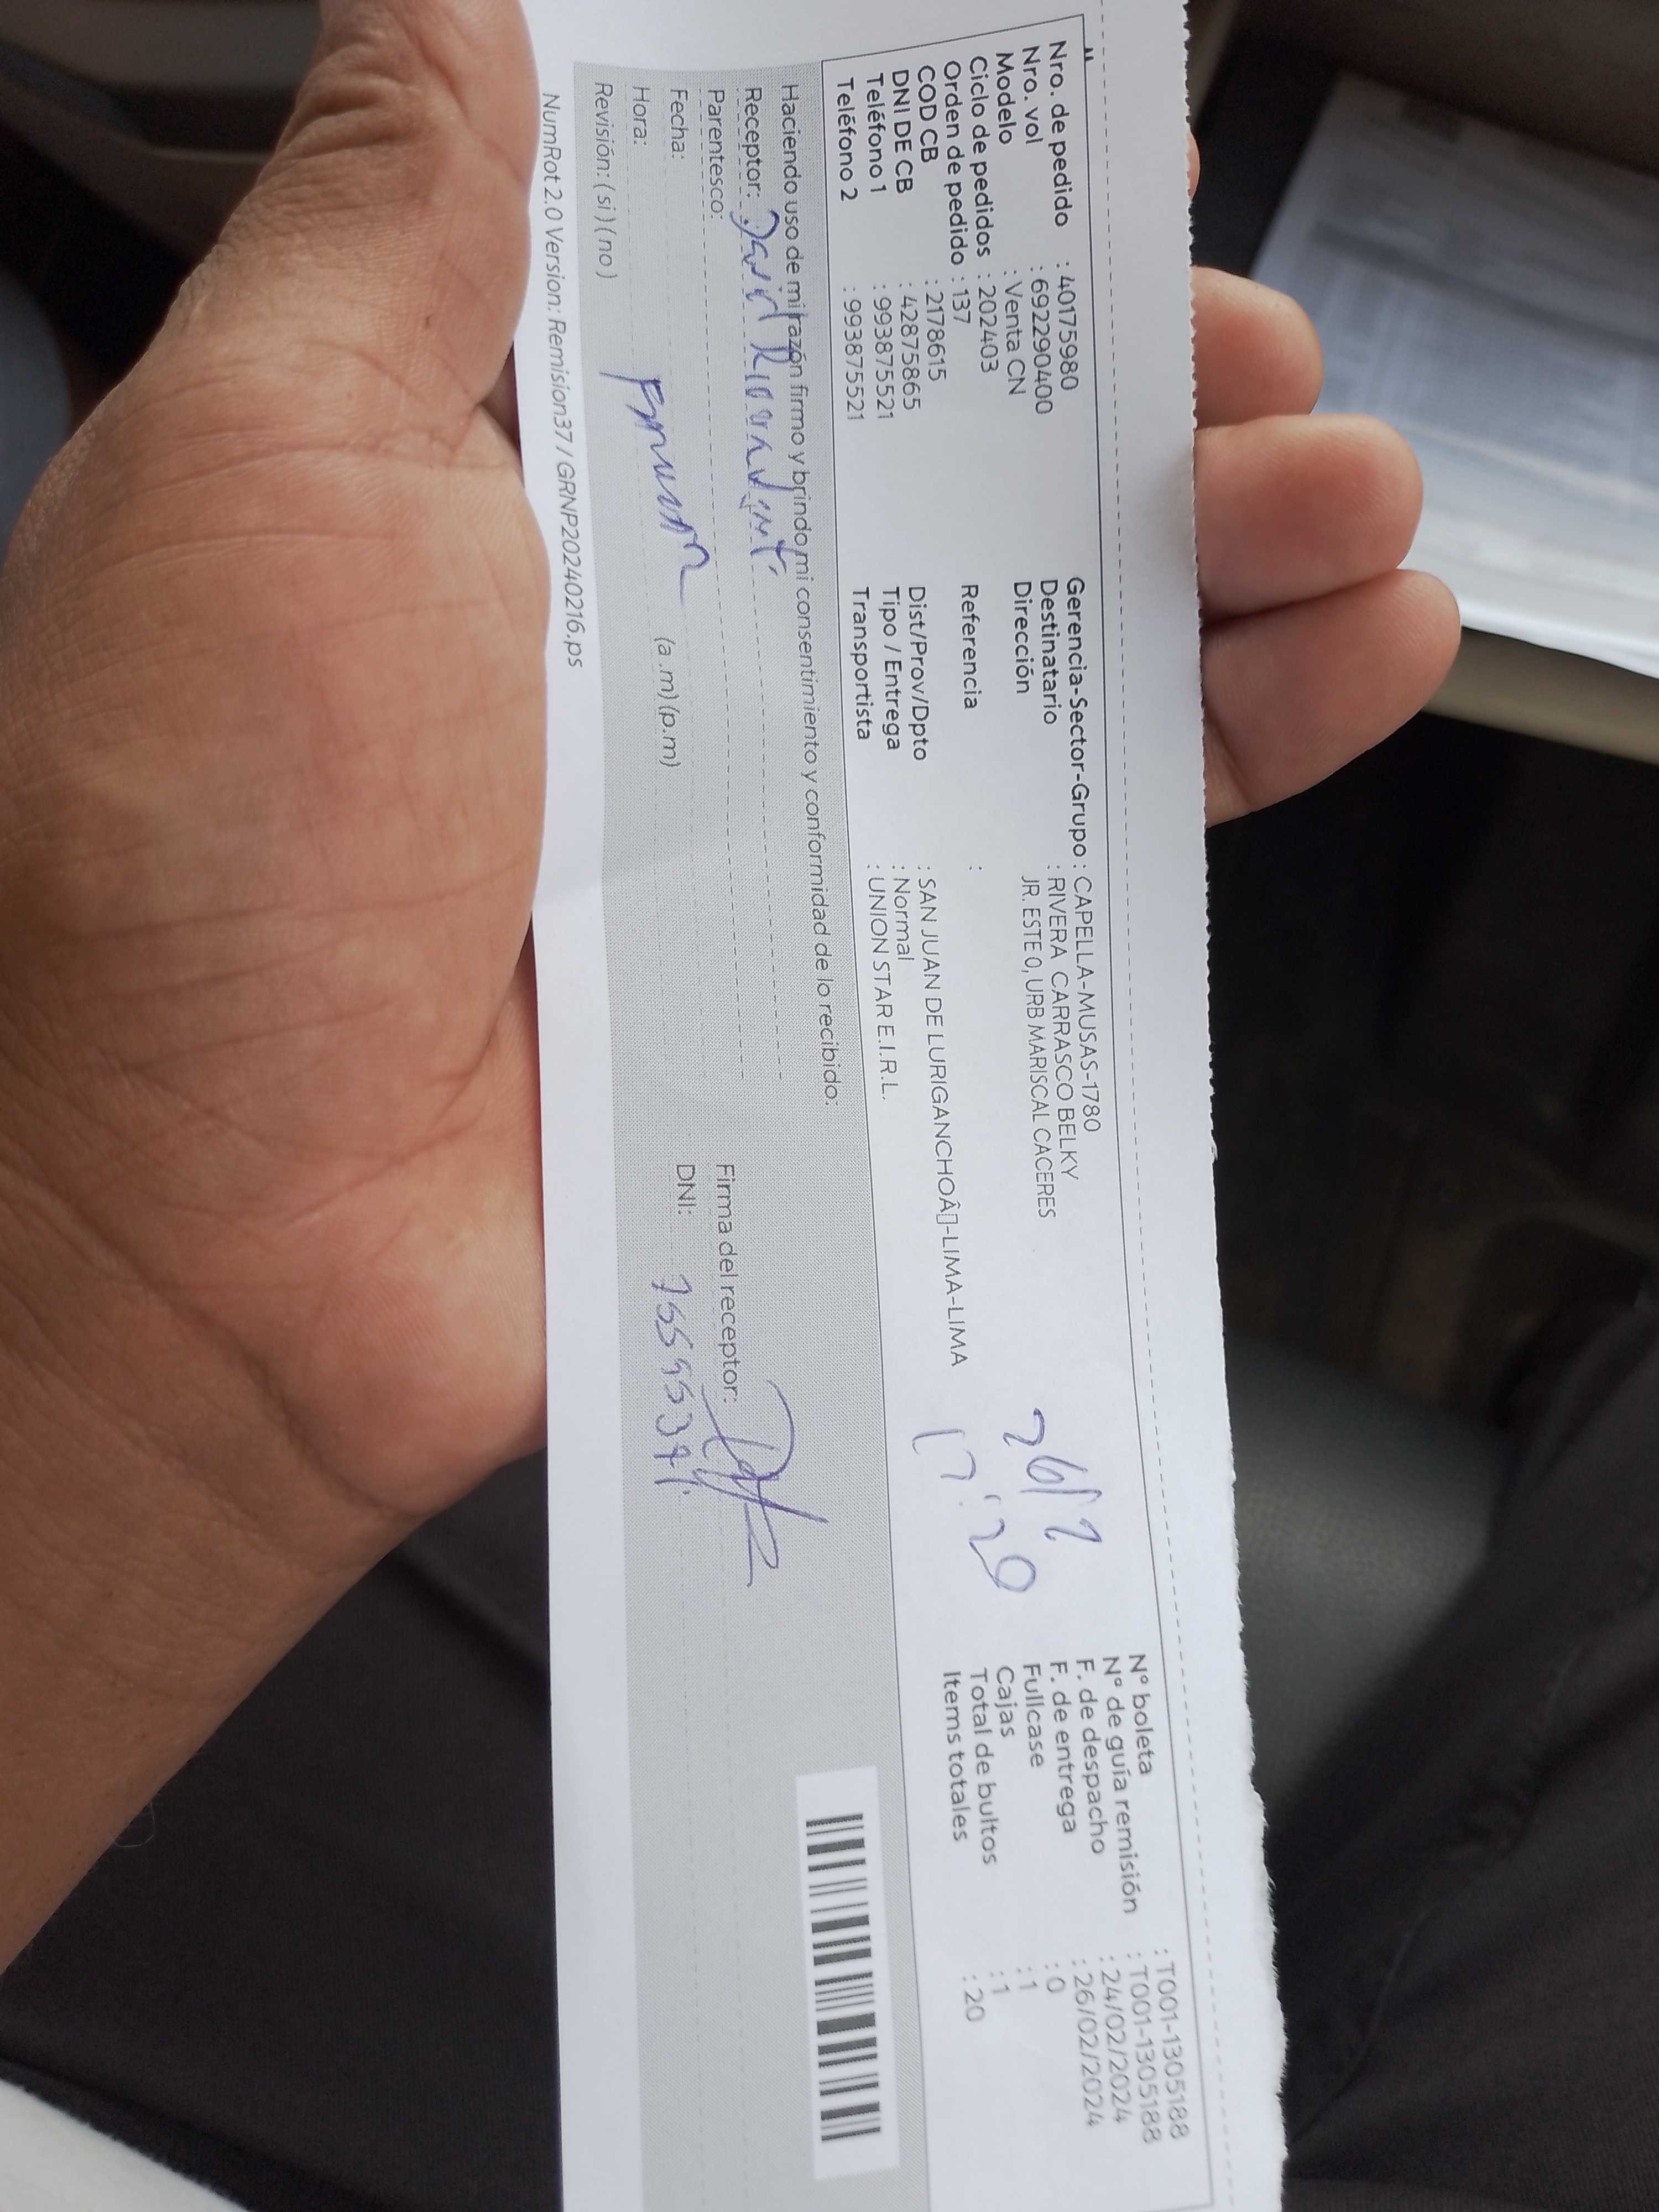 Nro. de pedido : 40175980
Nro. vol : 692290400
Modelo : Venta CN
Ciclo de pedidos : 202403
Orden de pedido : 137
COD CB : 2178615
DNI DE CB : 42875865
Teléfono 1 : 993875521
Teléfono 2 : 993875521
Gerencia-Sector-Grupo : CAPELLA-MUSAS-1780
Destinatario : RIVERA CARRASCO BELKY
Dirección JR. ESTE 0, URB MARISCAL CACERES
Referencia :
Dist/Prov/Dpto : SAN JUAN DE LURIGANCHOÂ▯-LIMA-LIMA
Tipo / Entrega : Normal
Transportista : UNION STAR E.I.R.L.
26/2
17:20
N° boleta : T001-1305188
N° de guía remisión : T001-1305188
F. de despacho : 24/02/2024
F. de entrega : 26/02/2024
Fullcase : 0
Cajas : 1
Total de bultos : 1
Items totales : 20
Haciendo uso de mi razón firmo y brindo mi consentimiento y conformidad de lo recibido:
Receptor:
Parentesco:
Fecha:
Hora: (a.m) (p.m)
Revisión: (si) (no)
Firma del receptor:
DNI:
NumRot 2.0 Version: Remision37 / GRNP20240216.ps